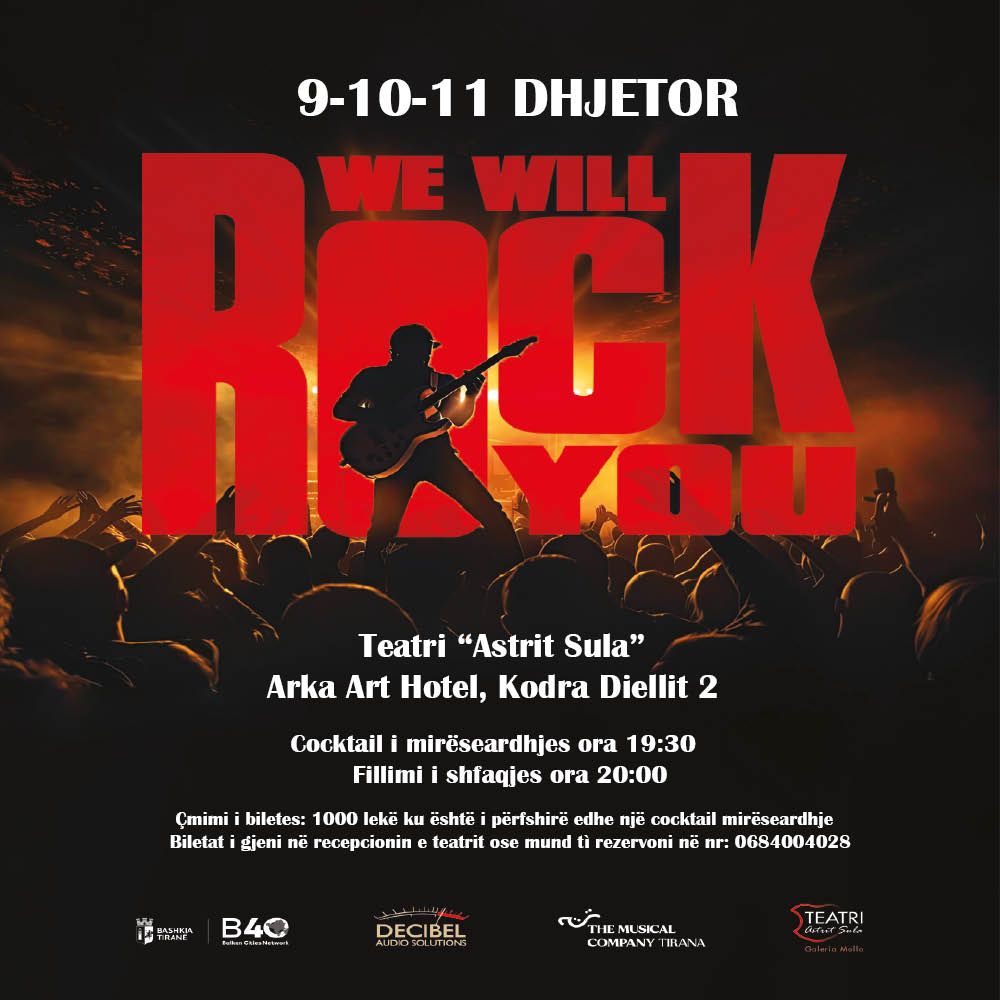 9-10-11 DHJETOR
WE WILL
ROCK
YOU
Teatri “Astrit Sula”
Arka Art Hotel, Kodra Diellit 2
Cocktail i mirëseardhjes ora 19:30
Fillimi i shfaqjes ora 20:00
Çmimi i biletes: 1000 lekë ku është i përfshirë edhe një cocktail mirëseardhje
Biletat i gjeni në recepcionin e teatrit ose mund tì rezervoni në nr: 0684004028
BASHKIA
TIRANË
B40
Balkan Cities Network
DECIBEL
AUDIO SOLUTIONS
THE MUSICAL
COMPANY TIRANA
TEATRI
Astrit Sula
Galeria Mollo